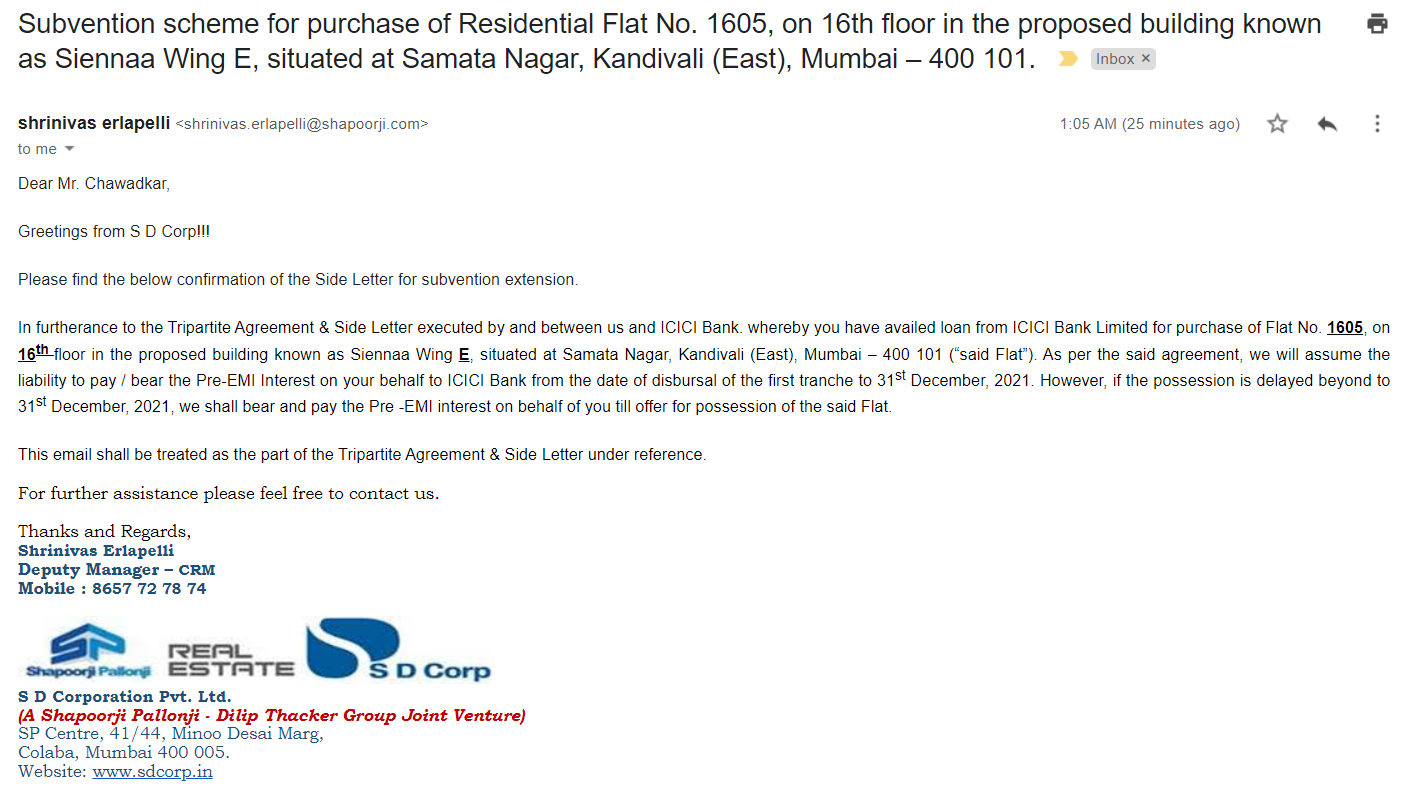 Subvention scheme for purchase of Residential Flat No. 1605, on 16th floor in the proposed building known
as Siennaa Wing E, situated at Samata Nagar, Kandivali (East), Mumbai – 400 101.
Inbox ×
shrinivas erlapelli <shrinivas.erlapelli@shapoorji.com>
1:05 AM (25 minutes ago)
to me
Dear Mr. Chawadkar,
Greetings from S D Corp!!!
Please find the below confirmation of the Side Letter for subvention extension.
In furtherance to the Tripartite Agreement & Side Letter executed by and between us and ICICI Bank. whereby you have availed loan from ICICI Bank Limited for purchase of Flat No. 1605, on
16th floor in the proposed building known as Siennaa Wing E, situated at Samata Nagar, Kandivali (East), Mumbai – 400 101 (“said Flat”). As per the said agreement, we will assume the
liability to pay / bear the Pre-EMI Interest on your behalf to ICICI Bank from the date of disbursal of the first tranche to 31st December, 2021. However, if the possession is delayed beyond to
31st December, 2021, we shall bear and pay the Pre -EMI interest on behalf of you till offer for possession of the said Flat.
This email shall be treated as the part of the Tripartite Agreement & Side Letter under reference.
For further assistance please feel free to contact us.
Thanks and Regards,
Shrinivas Erlapelli
Deputy Manager – CRM
Mobile : 8657 72 78 74
SP
Shapoorji Pallonji
REAL
ESTATE
S D Corp
S D Corporation Pvt. Ltd.
(A Shapoorji Pallonji - Dilip Thacker Group Joint Venture)
SP Centre, 41/44, Minoo Desai Marg,
Colaba, Mumbai 400 005.
Website: www.sdcorp.in